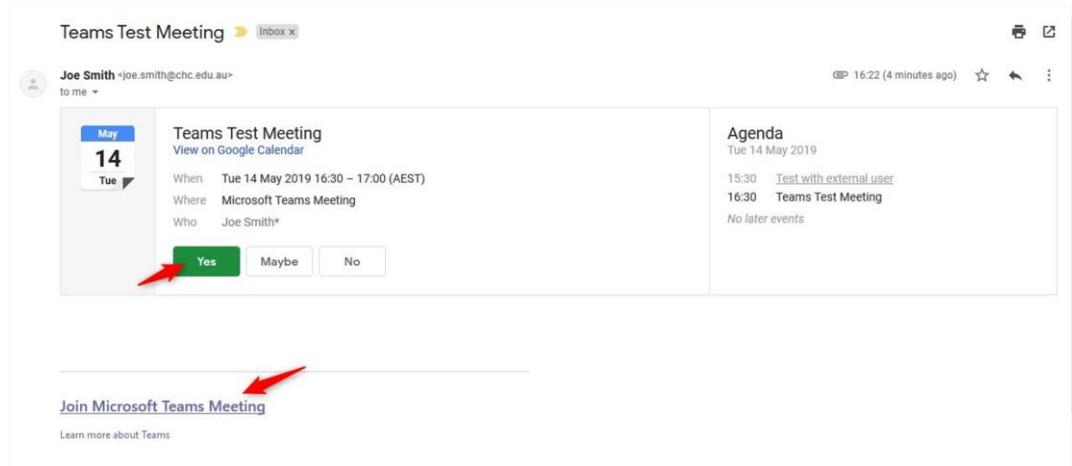 Teams Test Meeting Inbox x
Joe Smith <joe.smith@chc.edu.au> 16:22 (4 minutes ago)
to me
May
14
Tue
Teams Test Meeting
View on Google Calendar
When Tue 14 May 2019 16:30 – 17:00 (AEST)
Where Microsoft Teams Meeting
Who Joe Smith*
Yes Maybe No
Agenda
Tue 14 May 2019
15:30 Test with external user
16:30 Teams Test Meeting
No later events
Join Microsoft Teams Meeting
Learn more about Teams